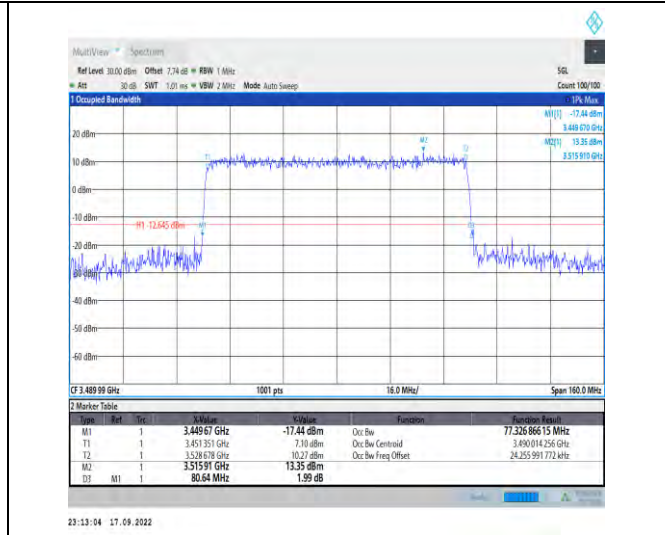 MultiView Spectrum
Ref Level 30.00 dBm Offset 7.74 dB RBW 1 MHz SGL
Att 30 dB SWT 1.01 ms VBW 2 MHz Mode Auto Sweep Count 100/100
1 Occupied Bandwidth 1Pk Max
M1[1] -17.44 dBm
3.449 670 GHz
M2[1] 13.35 dBm
3.515 910 GHz
20 dBm
M2
T1 T2
10 dBm
0 dBm
-10 dBm
H1 -12.645 dBm M1
-20 dBm
-30 dBm
-40 dBm
-50 dBm
-60 dBm
CF 3.489 99 GHz 1001 pts 16.0 MHz/ Span 160.0 MHz
2 Marker Table
Type Ref Trc X-Value Y-Value Function Function Result
M1 1 3.449 67 GHz -17.44 dBm Occ Bw 77.326 866 15 MHz
T1 1 3.451 351 GHz 7.10 dBm Occ Bw Centroid 3.490 014 256 GHz
T2 1 3.528 678 GHz 10.27 dBm Occ Bw Freq Offset 24.255 991 772 kHz
M2 1 3.515 91 GHz 13.35 dBm
D3 M1 1 80.64 MHz 1.99 dB
23:13:04 17.09.2022